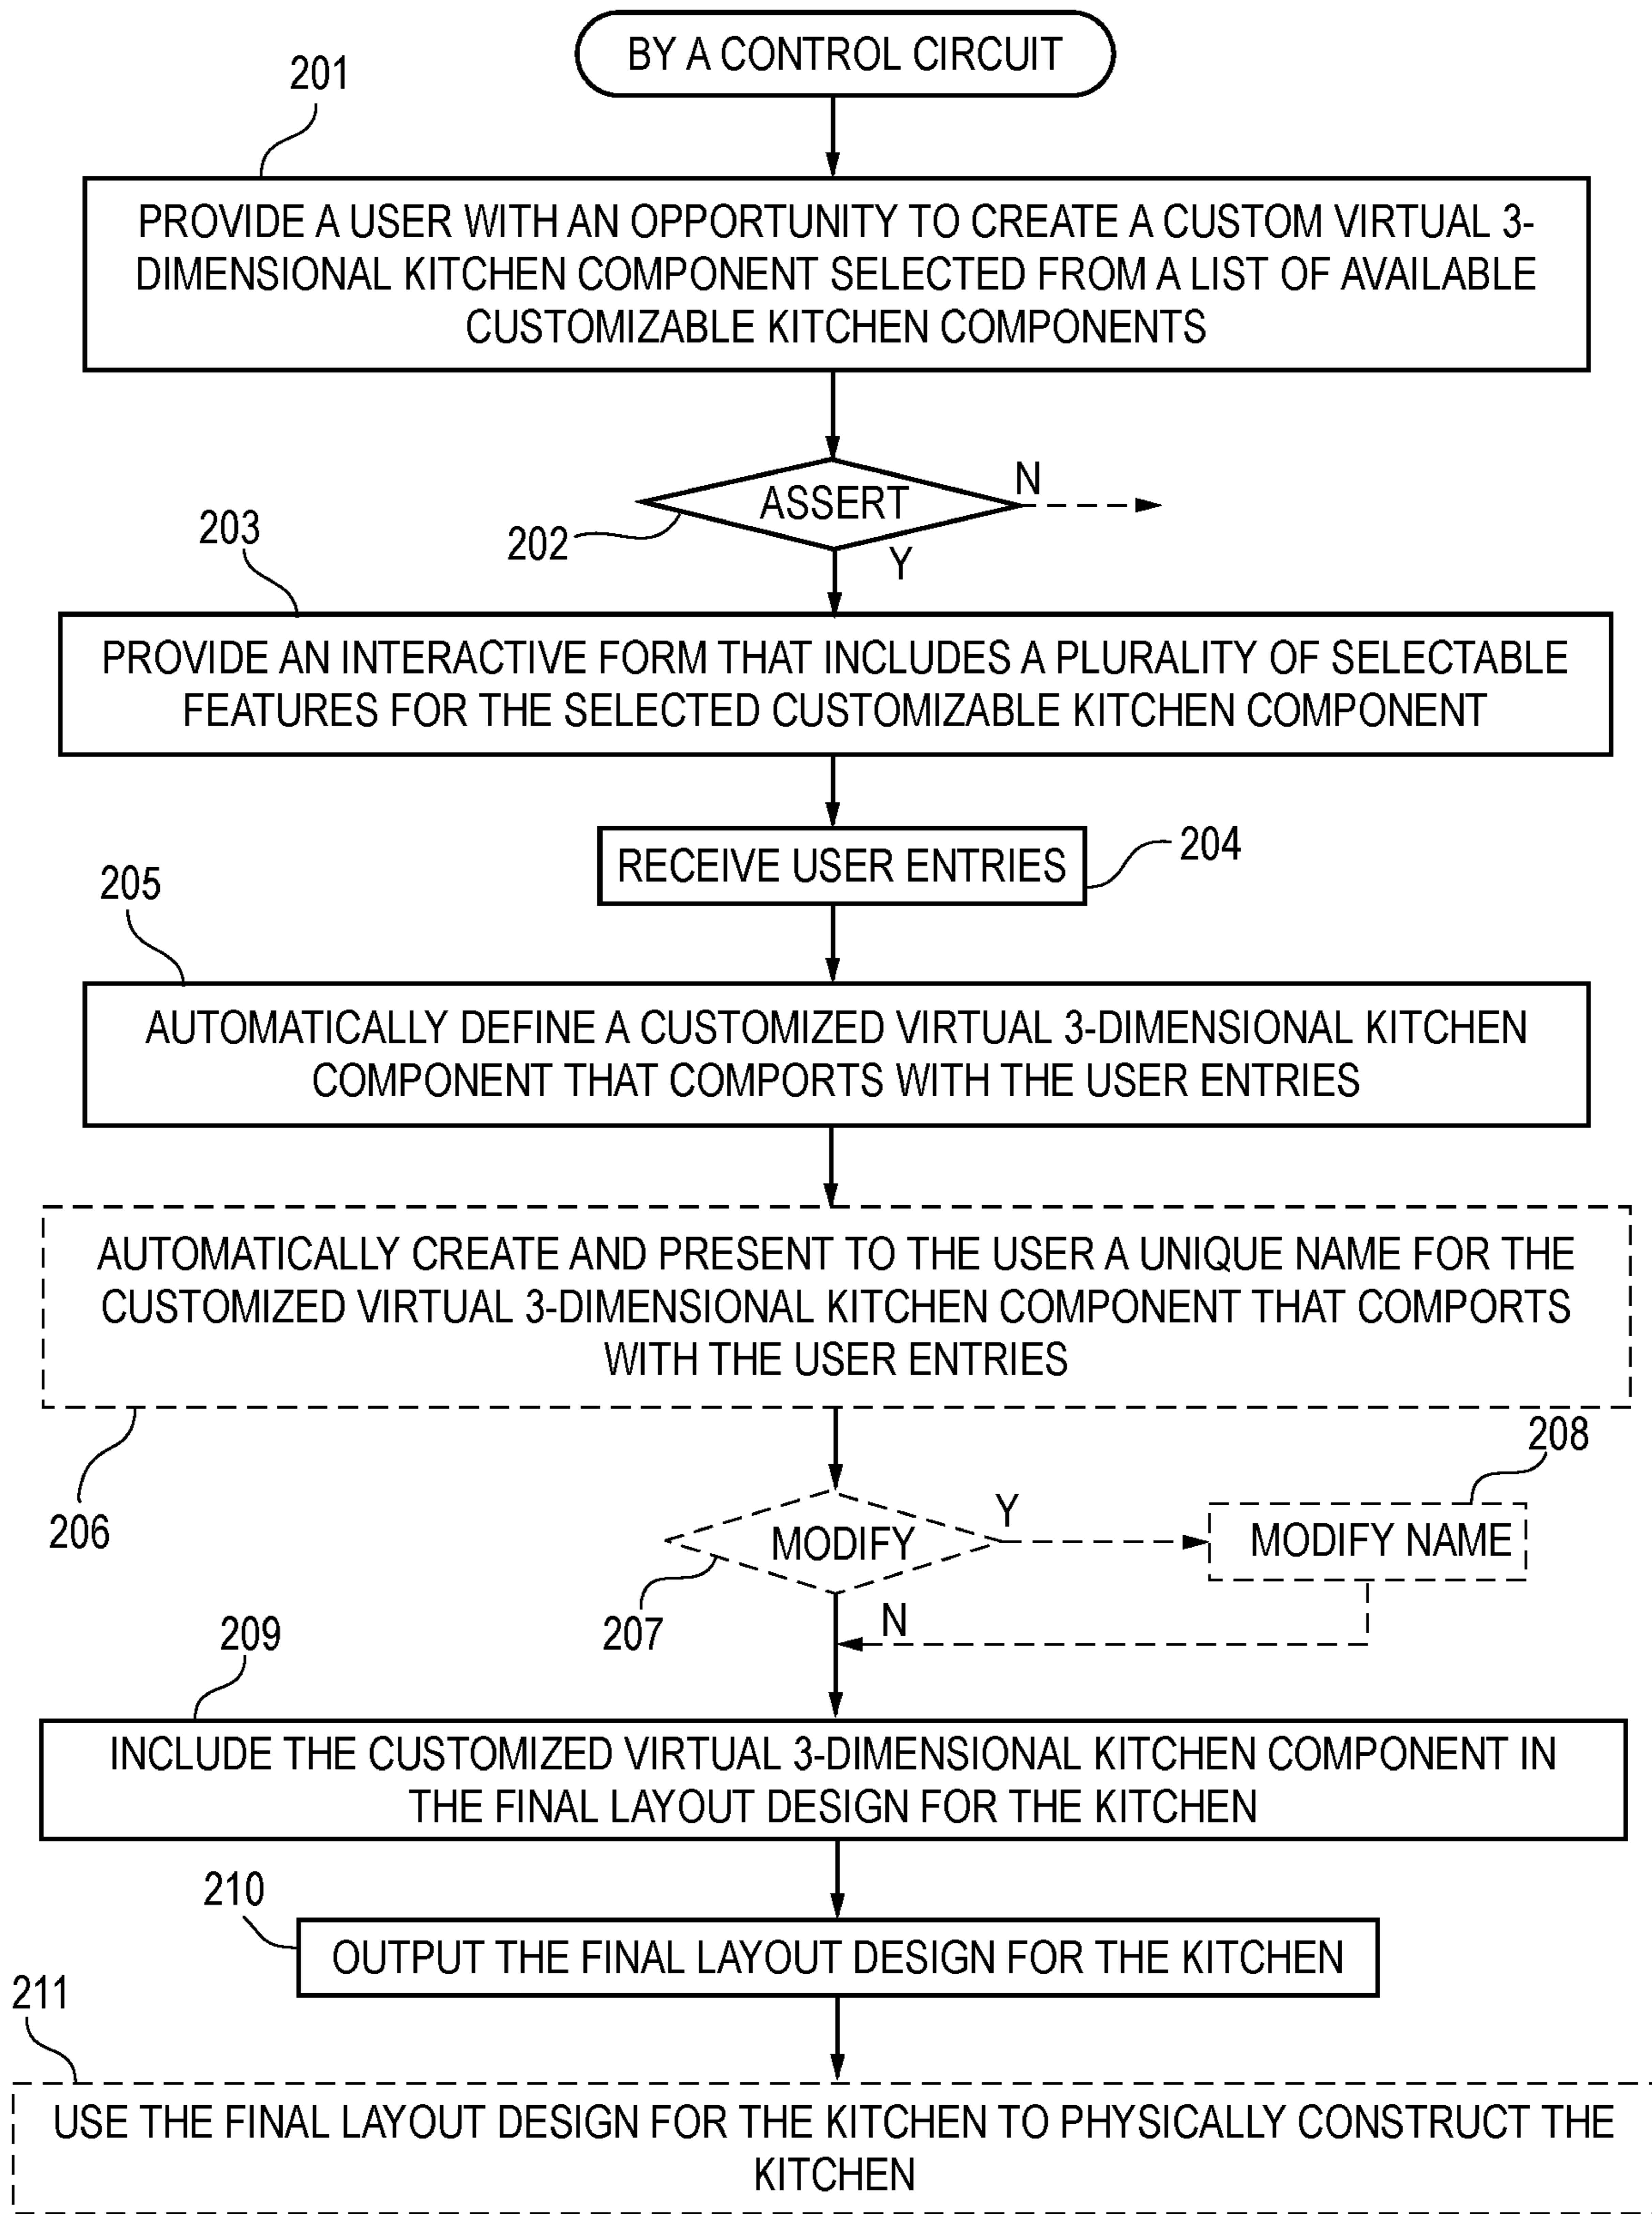 BY A CONTROL CIRCUIT
201
PROVIDE A USER WITH AN OPPORTUNITY TO CREATE A CUSTOM VIRTUAL 3-
DIMENSIONAL KITCHEN COMPONENT SELECTED FROM A LIST OF AVAILABLE
CUSTOMIZABLE KITCHEN COMPONENTS
ASSERT
N
202
Y
203
PROVIDE AN INTERACTIVE FORM THAT INCLUDES A PLURALITY OF SELECTABLE
FEATURES FOR THE SELECTED CUSTOMIZABLE KITCHEN COMPONENT
RECEIVE USER ENTRIES
204
205
AUTOMATICALLY DEFINE A CUSTOMIZED VIRTUAL 3-DIMENSIONAL KITCHEN
COMPONENT THAT COMPORTS WITH THE USER ENTRIES
AUTOMATICALLY CREATE AND PRESENT TO THE USER A UNIQUE NAME FOR THE
CUSTOMIZED VIRTUAL 3-DIMENSIONAL KITCHEN COMPONENT THAT COMPORTS
WITH THE USER ENTRIES
206
MODIFY
Y
208
MODIFY NAME
207
N
209
INCLUDE THE CUSTOMIZED VIRTUAL 3-DIMENSIONAL KITCHEN COMPONENT IN
THE FINAL LAYOUT DESIGN FOR THE KITCHEN
210
OUTPUT THE FINAL LAYOUT DESIGN FOR THE KITCHEN
211
USE THE FINAL LAYOUT DESIGN FOR THE KITCHEN TO PHYSICALLY CONSTRUCT THE
KITCHEN